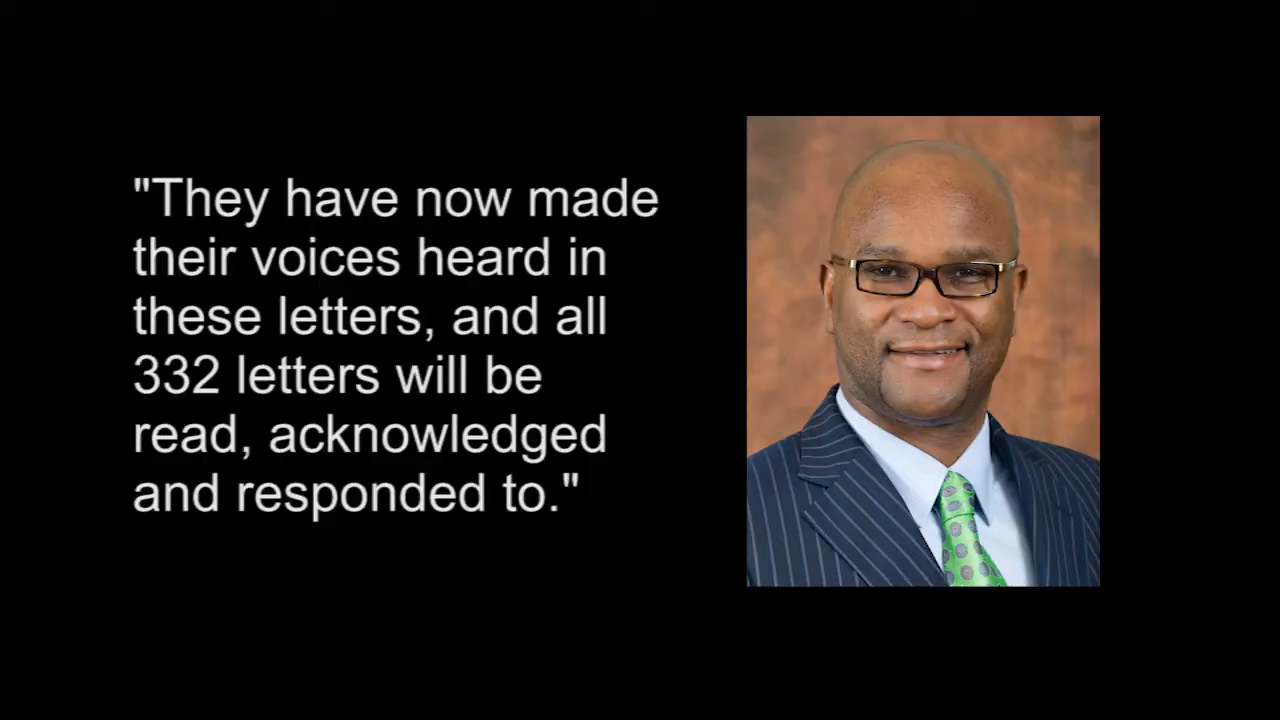 "They have now made
their voices heard in
these letters, and all
332 letters will be
read, acknowledged
and responded to."